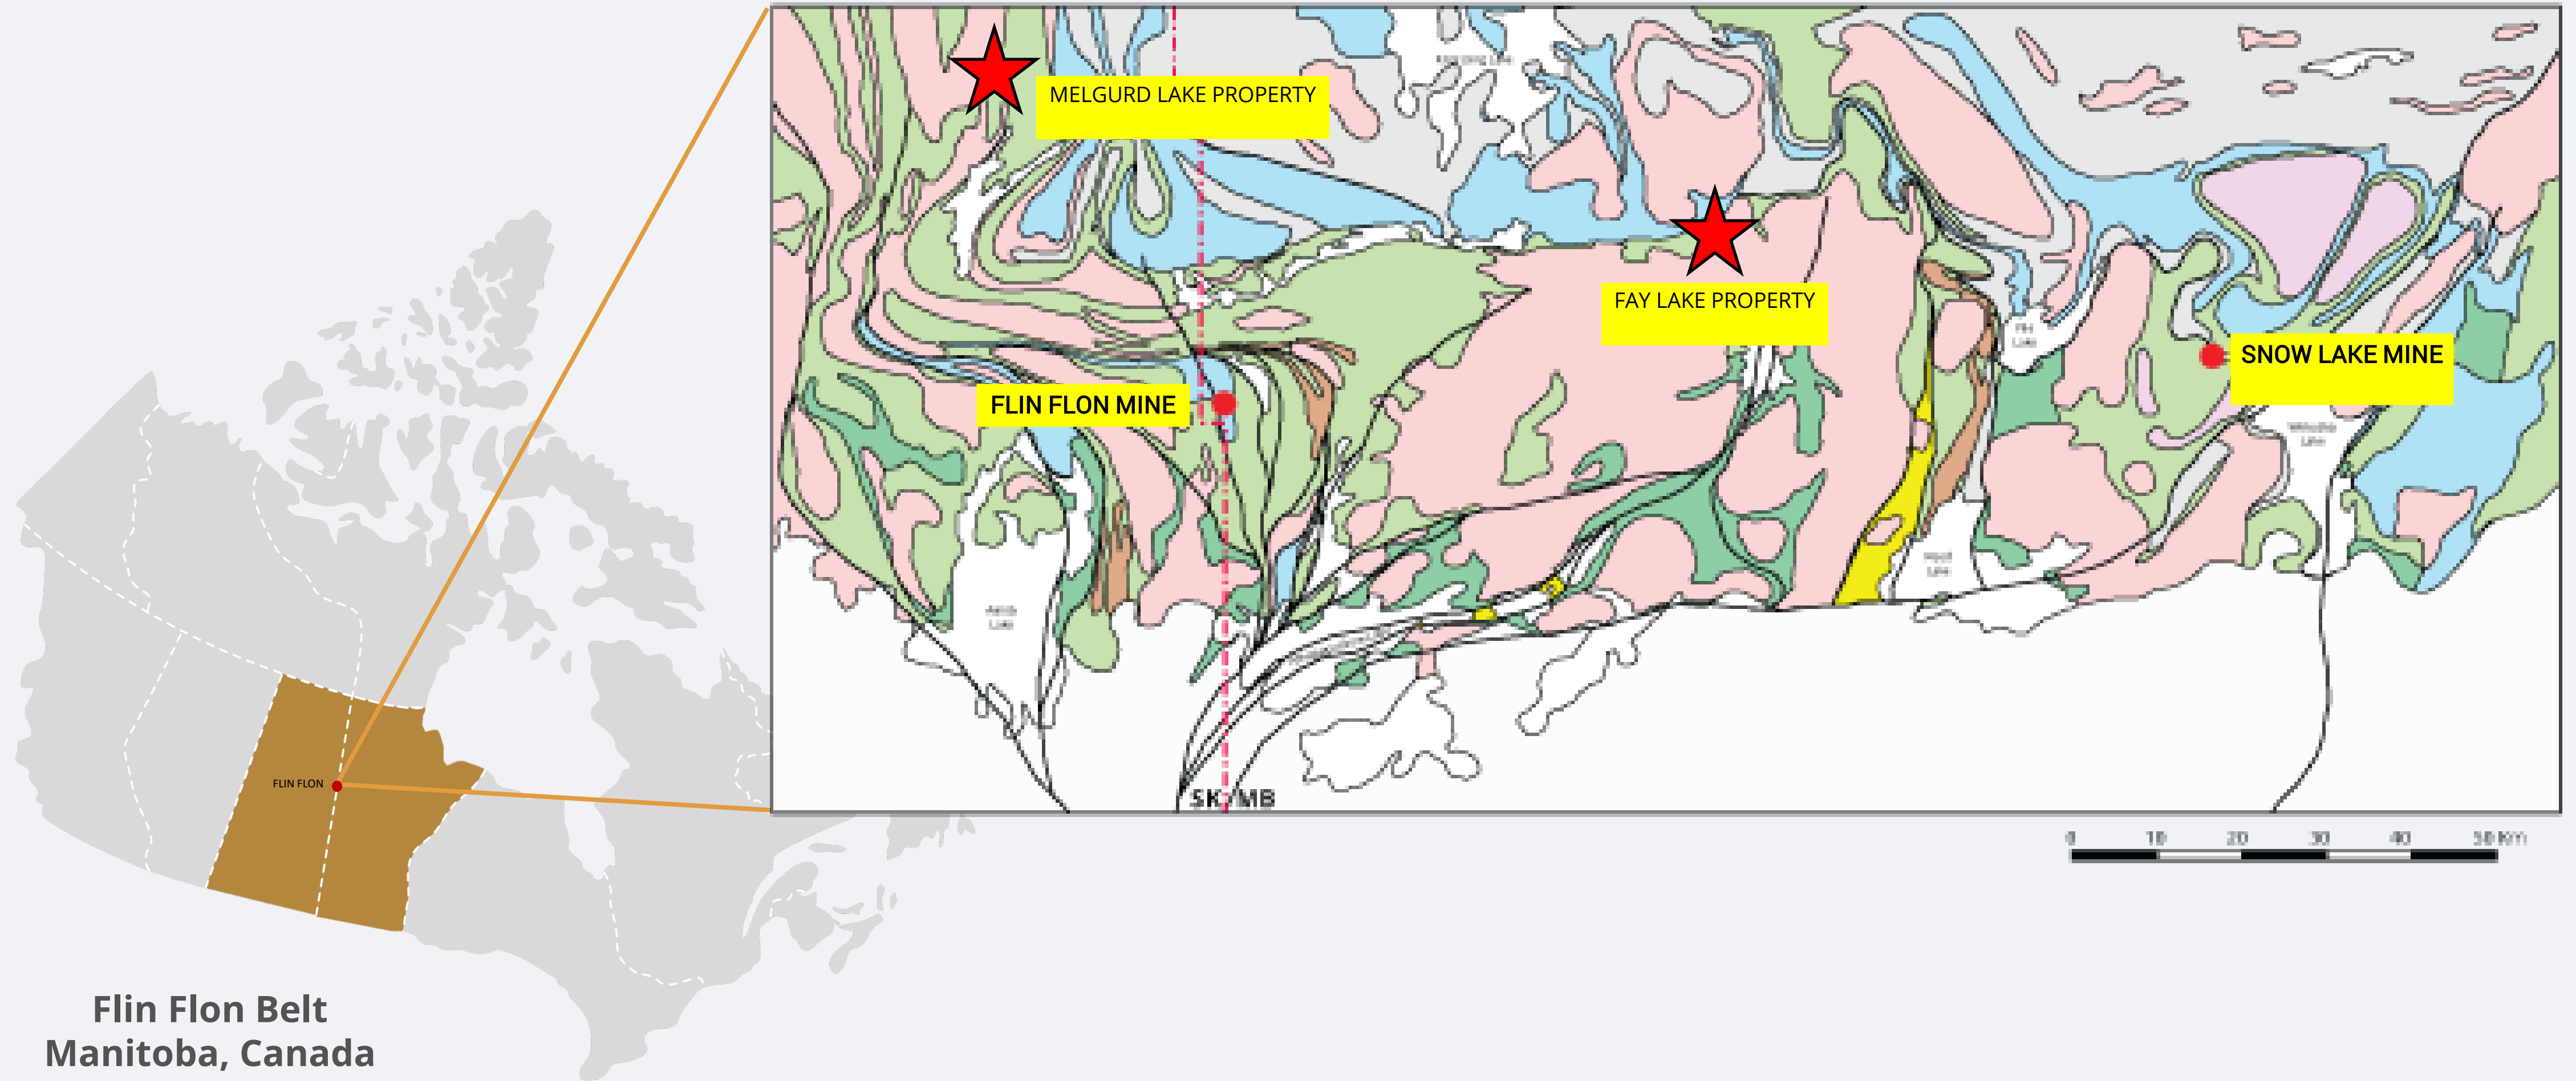 MELGURD LAKE PROPERTY
FAY LAKE PROPERTY
SNOW LAKE MINE
FLIN FLON MINE
FLIN FLON
SK/MB
0 10 20 30 40 50 Km
Flin Flon Belt
Manitoba, Canada